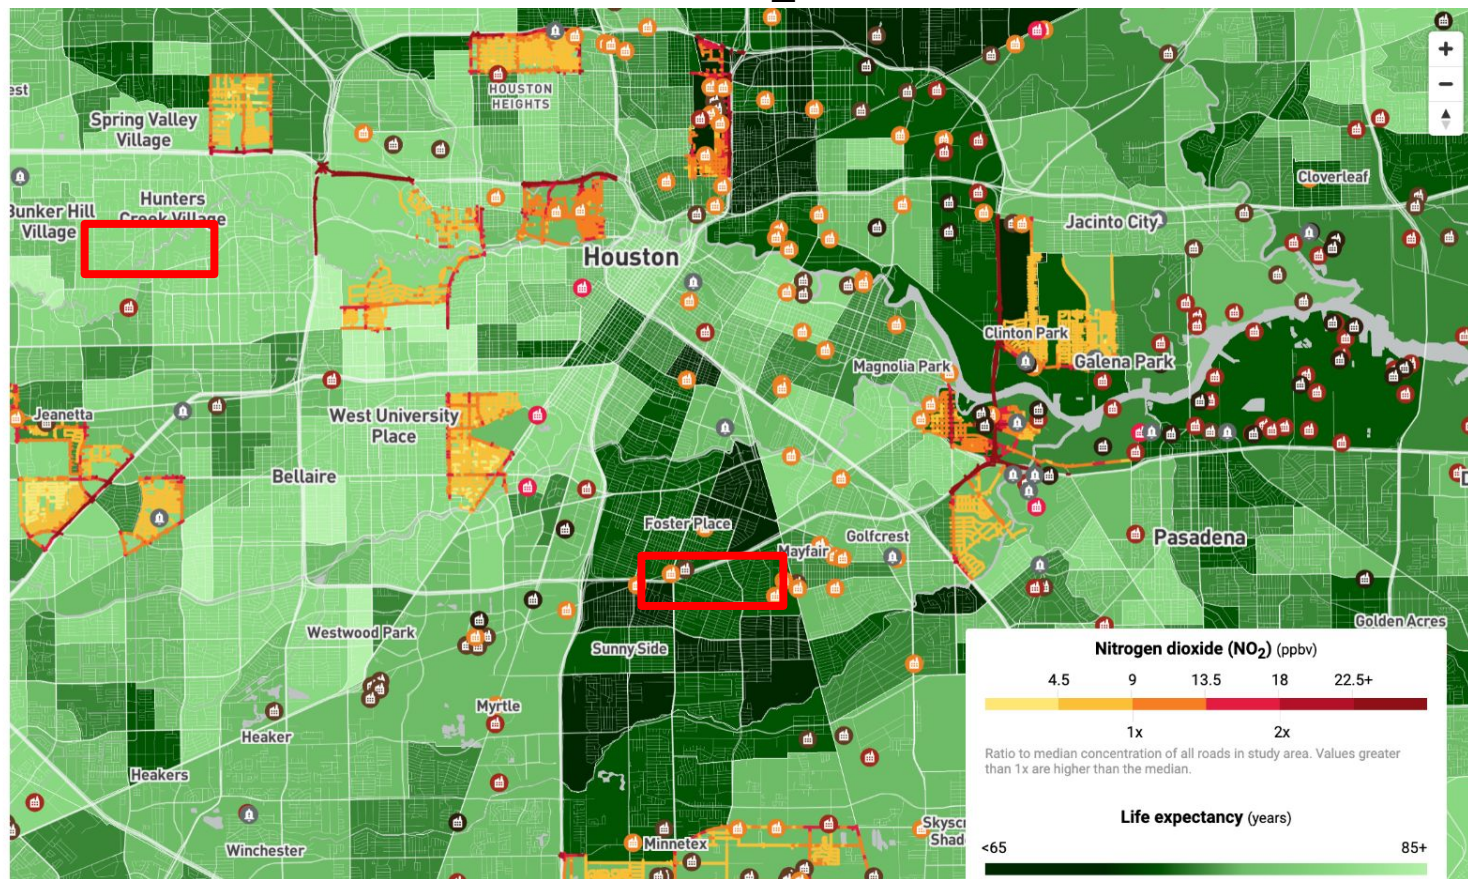 est
Spring Valley
Village
HOUSTON
HEIGHTS
+
−
Cloverleaf
Hunters
Creek Village
Bunker Hill
Village
Jacinto City
Houston
Clinton Park
Galena Park
Magnolia Park
Jeanetta
West University
Place
Bellaire
Foster Place
Golfcrest
Mayfair
Pasadena
Westwood Park
Sunny Side
Golden Acres
Myrtle
Heaker
Heakers
Winchester
Minnetex
Skysc
Shad
Nitrogen dioxide (NO2) (ppbv)
4.5 9 13.5 18 22.5+
1x 2x
Ratio to median concentration of all roads in study area. Values greater
than 1x are higher than the median.
Life expectancy (years)
<65 85+